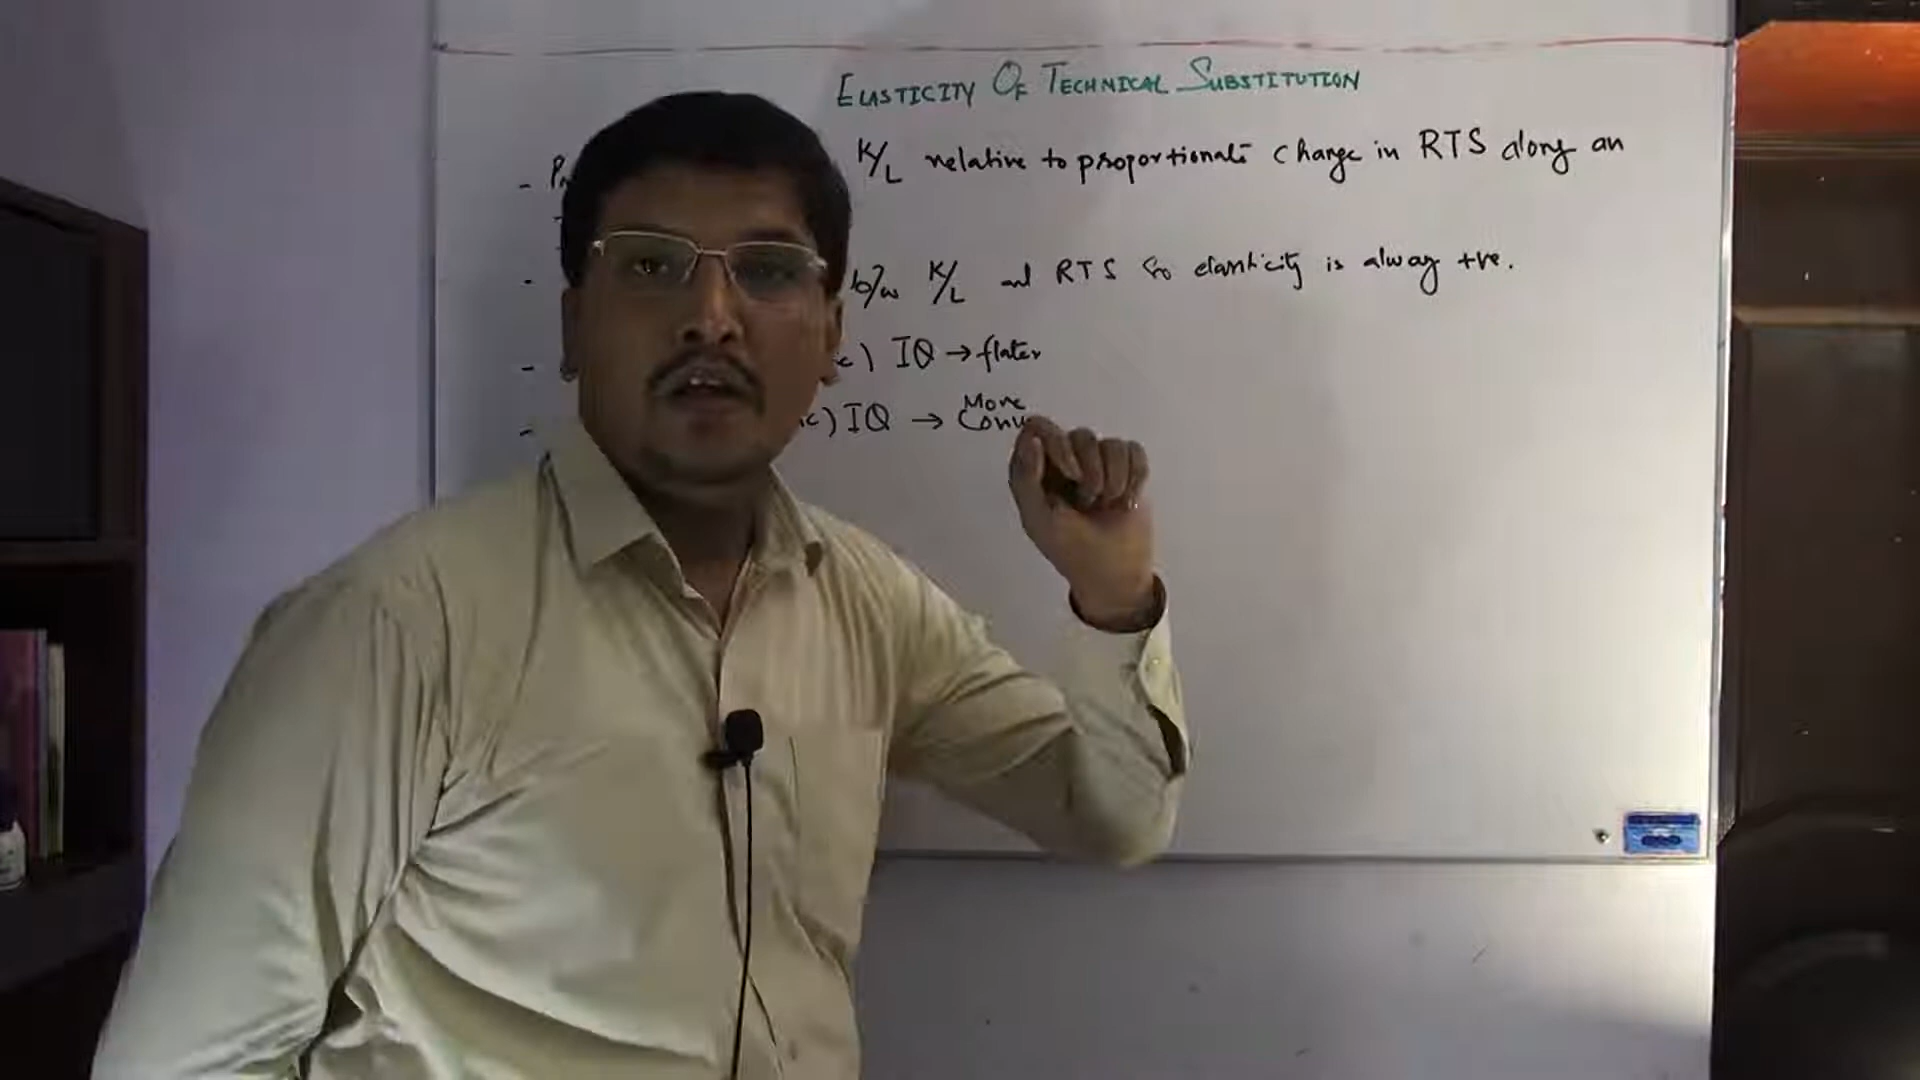 ELASTICITY OF TECHNICAL SUBSTITUTION
- K/L relative to proportionate change in RTS along an
- b/w K/L and RTS So elasticity is alway +ve.
- c) IQ → flater
- ic) IQ → More